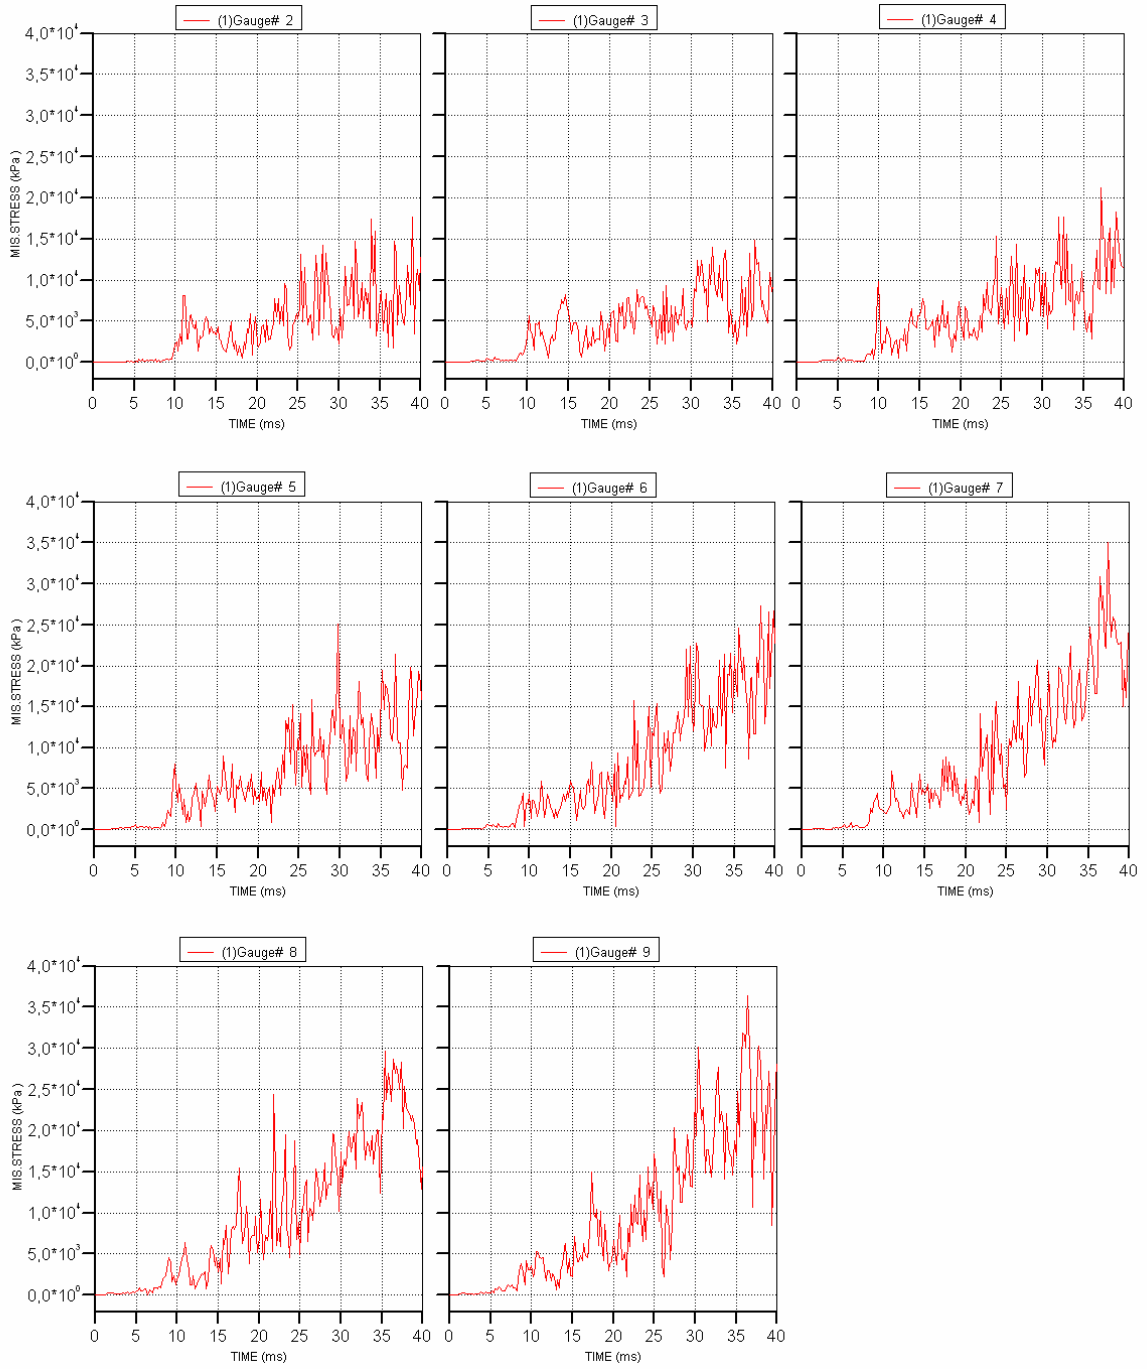 (1)Gauge# 2 (1)Gauge# 3 (1)Gauge# 4
4,0*10⁴
3,5*10⁴
3,0*10⁴
2,5*10⁴
2,0*10⁴
1,5*10⁴
1,0*10⁴
5,0*10³
0,0*10⁰
MIS.STRESS (kPa)
0 5 10 15 20 25 30 35 40 0 5 10 15 20 25 30 35 40 0 5 10 15 20 25 30 35 40
TIME (ms) TIME (ms) TIME (ms)
(1)Gauge# 5 (1)Gauge# 6 (1)Gauge# 7
4,0*10⁴
3,5*10⁴
3,0*10⁴
2,5*10⁴
2,0*10⁴
1,5*10⁴
1,0*10⁴
5,0*10³
0,0*10⁰
MIS.STRESS (kPa)
0 5 10 15 20 25 30 35 40 0 5 10 15 20 25 30 35 40 0 5 10 15 20 25 30 35 40
TIME (ms) TIME (ms) TIME (ms)
(1)Gauge# 8 (1)Gauge# 9
4,0*10⁴
3,5*10⁴
3,0*10⁴
2,5*10⁴
2,0*10⁴
1,5*10⁴
1,0*10⁴
5,0*10³
0,0*10⁰
MIS.STRESS (kPa)
0 5 10 15 20 25 30 35 40 0 5 10 15 20 25 30 35 40
TIME (ms) TIME (ms)